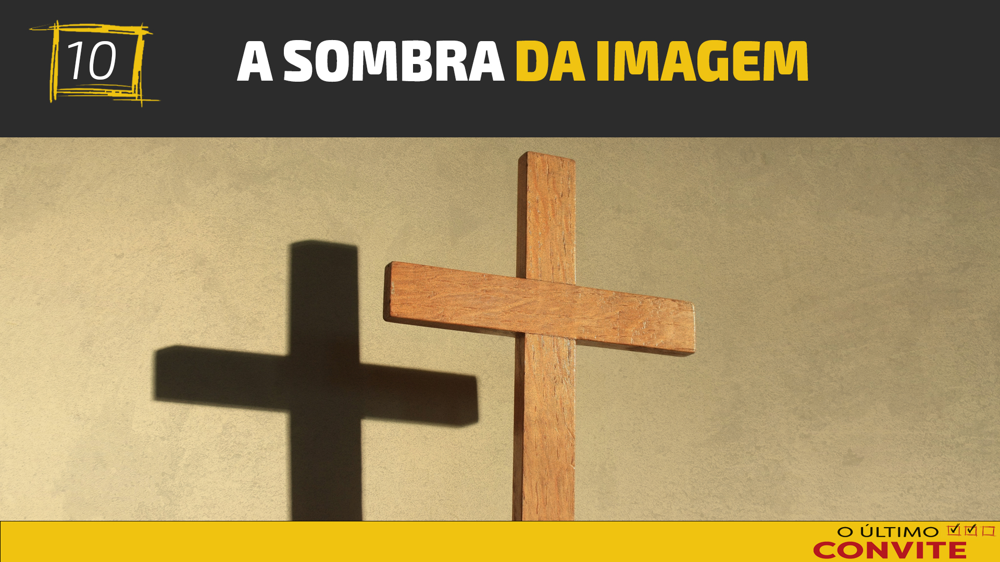 10
A SOMBRA DA IMAGEM
O ÚLTIMO
CONVITE